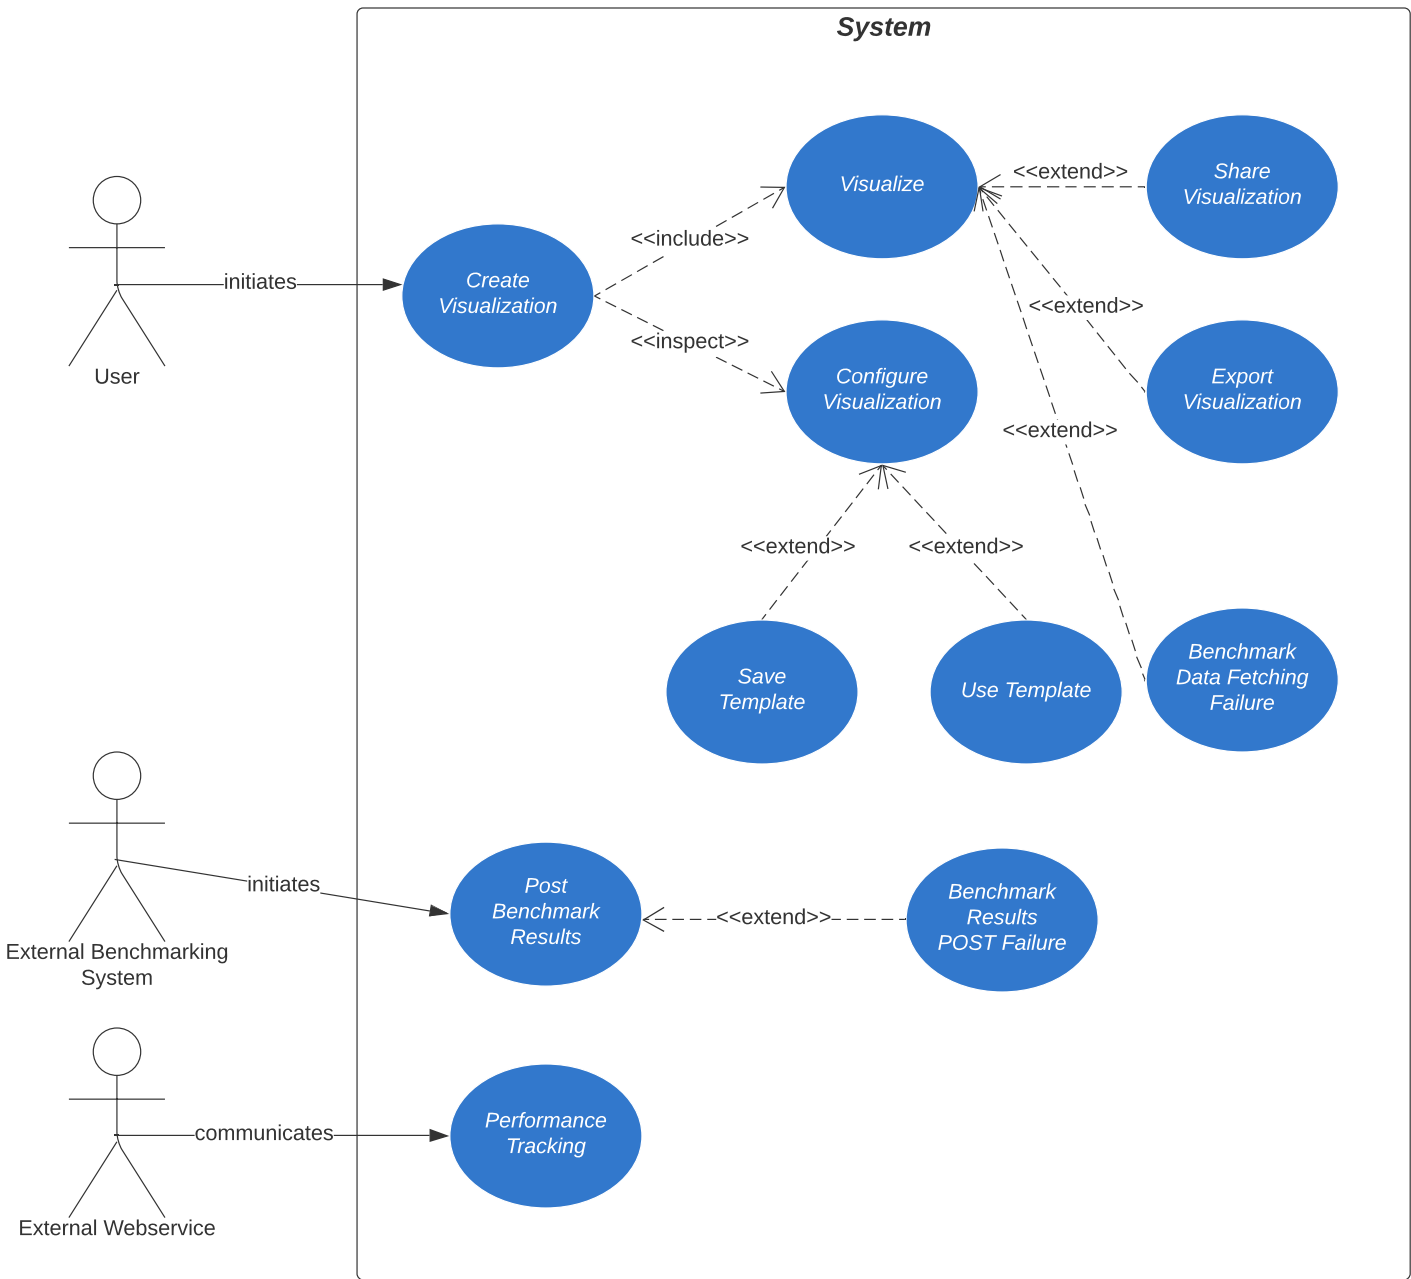 System
Visualize
<<extend>>
Share
Visualization
<<include>>
initiates
Create
Visualization
<<extend>>
<<inspect>>
User
Configure
Visualization
Export
Visualization
<<extend>>
<<extend>>
<<extend>>
Save
Template
Use Template
Benchmark
Data Fetching
Failure
initiates
Post
Benchmark
Results
<<extend>>
Benchmark
Results
POST Failure
External Benchmarking
System
communicates
Performance
Tracking
External Webservice